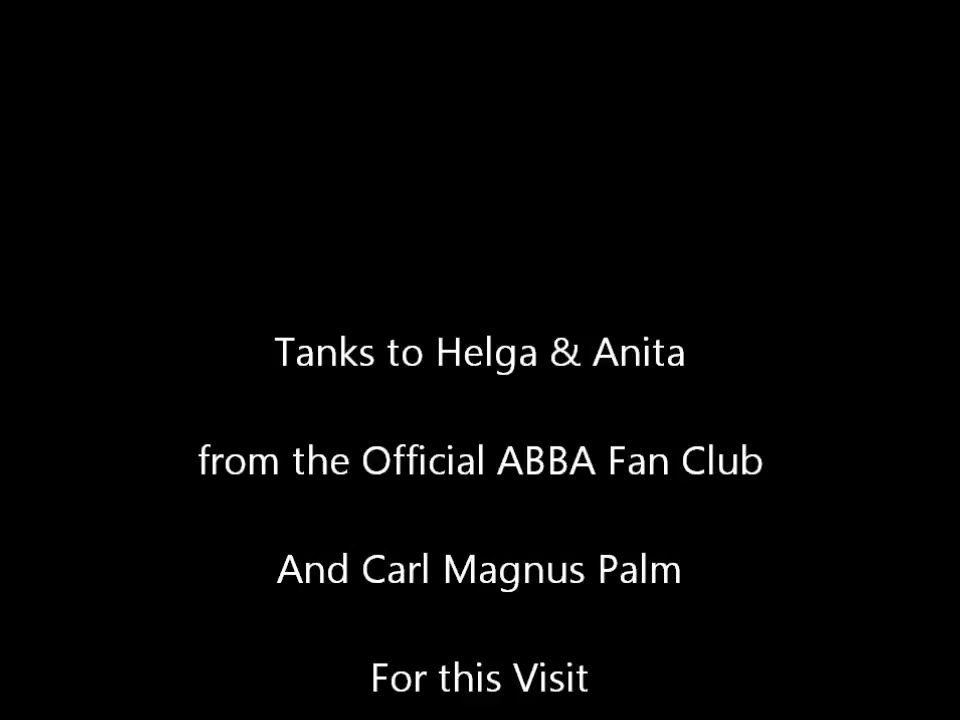 Tanks to Helga & Anita
from the Official ABBA Fan Club
And Carl Magnus Palm
For this Visit